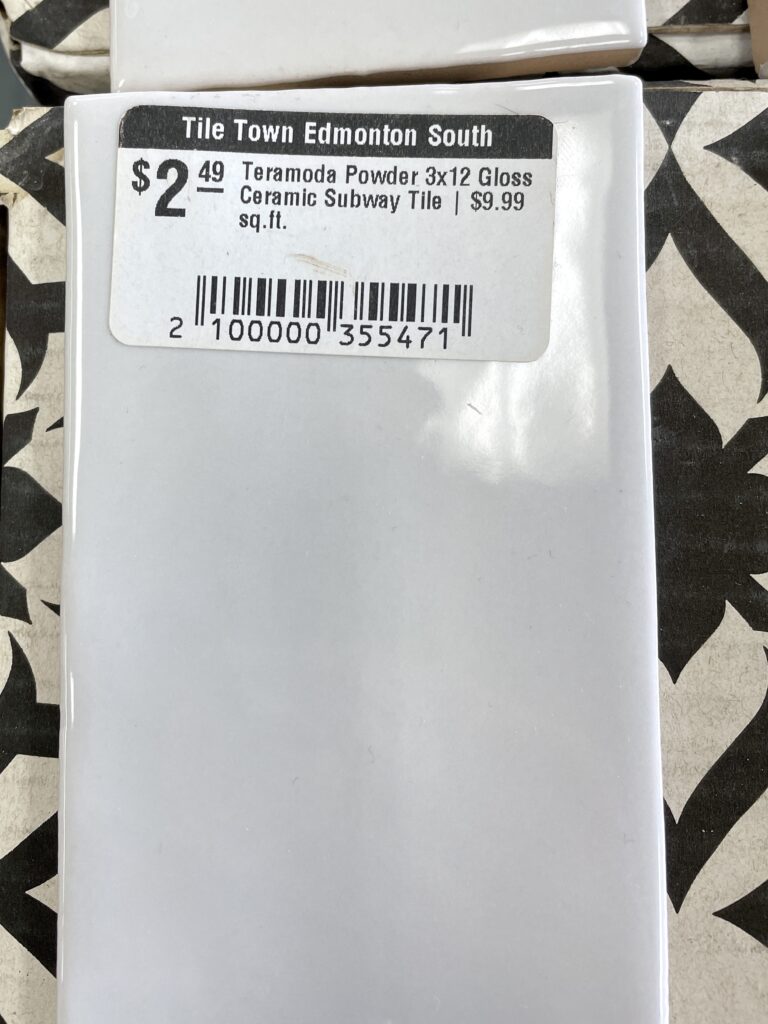 Tile Town Edmonton South
$2 49 Teramoda Powder 3x12 Gloss
Ceramic Subway Tile | $9.99
sq.ft.
2 100000 355471